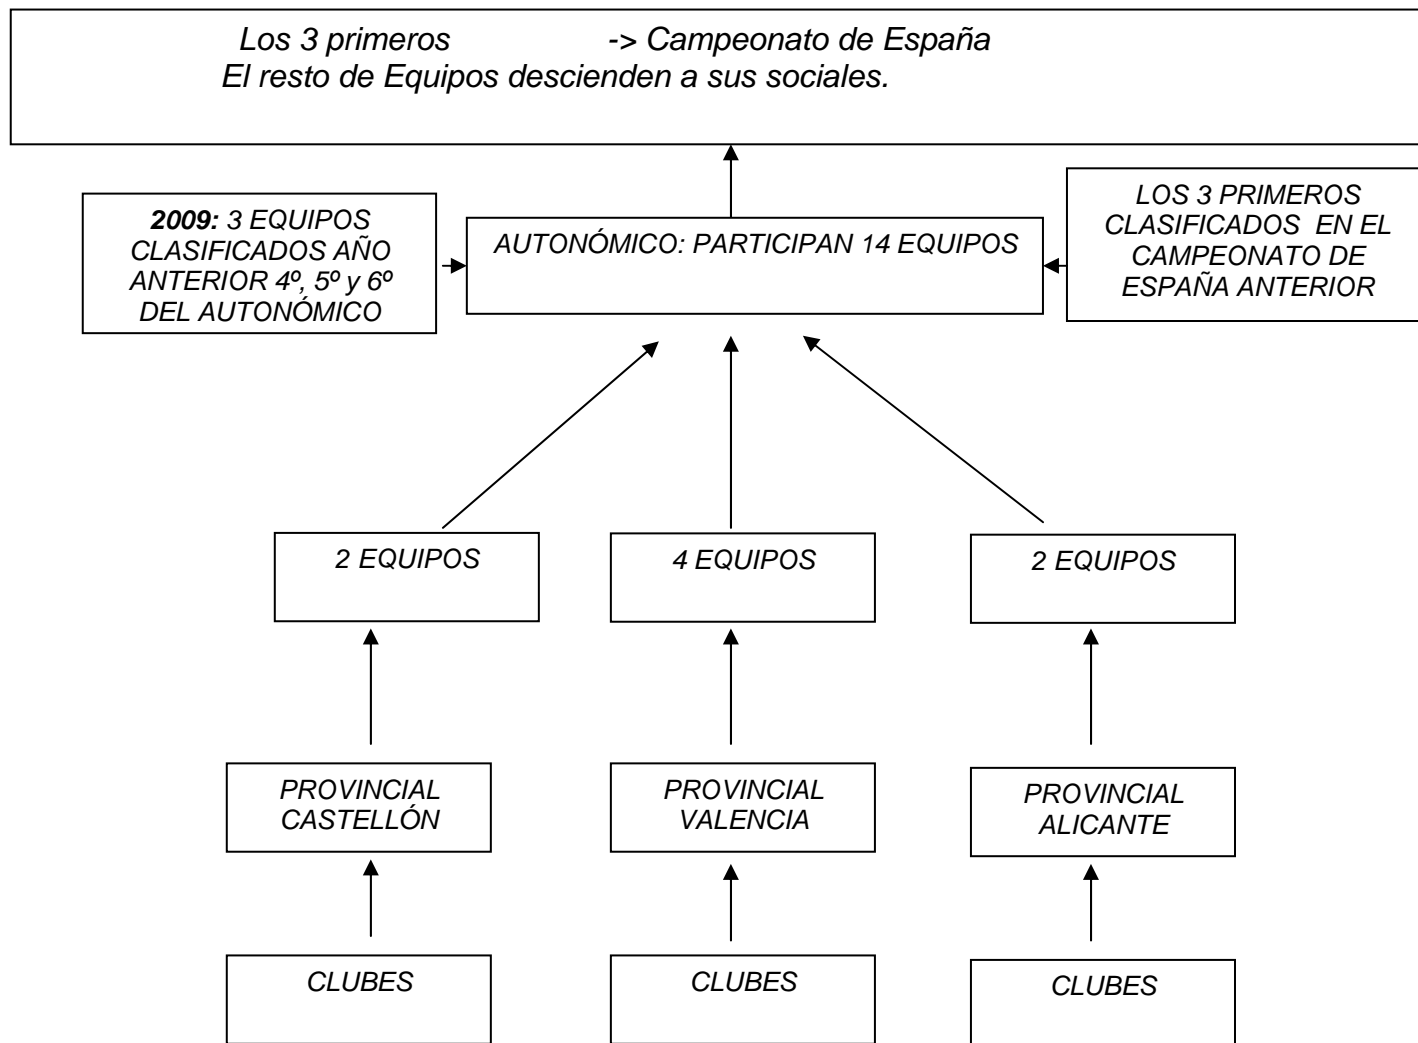 Los 3 primeros -> Campeonato de España
El resto de Equipos descienden a sus sociales.
2009: 3 EQUIPOS
CLASIFICADOS AÑO
ANTERIOR 4º, 5º y 6º
DEL AUTONÓMICO
AUTONÓMICO: PARTICIPAN 14 EQUIPOS
LOS 3 PRIMEROS
CLASIFICADOS EN EL
CAMPEONATO DE
ESPAÑA ANTERIOR
2 EQUIPOS
4 EQUIPOS
2 EQUIPOS
PROVINCIAL
CASTELLÓN
PROVINCIAL
VALENCIA
PROVINCIAL
ALICANTE
CLUBES
CLUBES
CLUBES